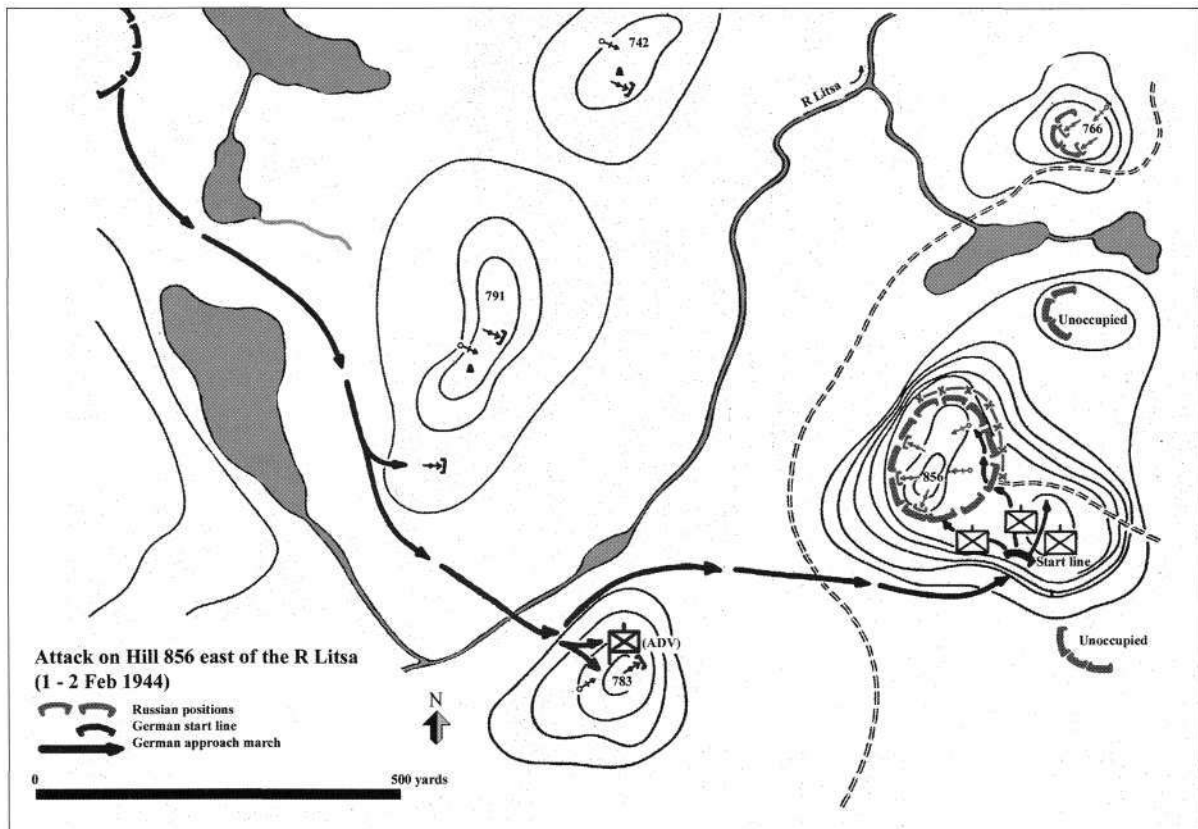 742
R Litsa
766
791
Unoccupied
856
Start line
(ADV)
Unoccupied
783
Attack on Hill 856 east of the R Litsa
(1 - 2 Feb 1944)
N
Russian positions
German start line
German approach march
0 500 yards